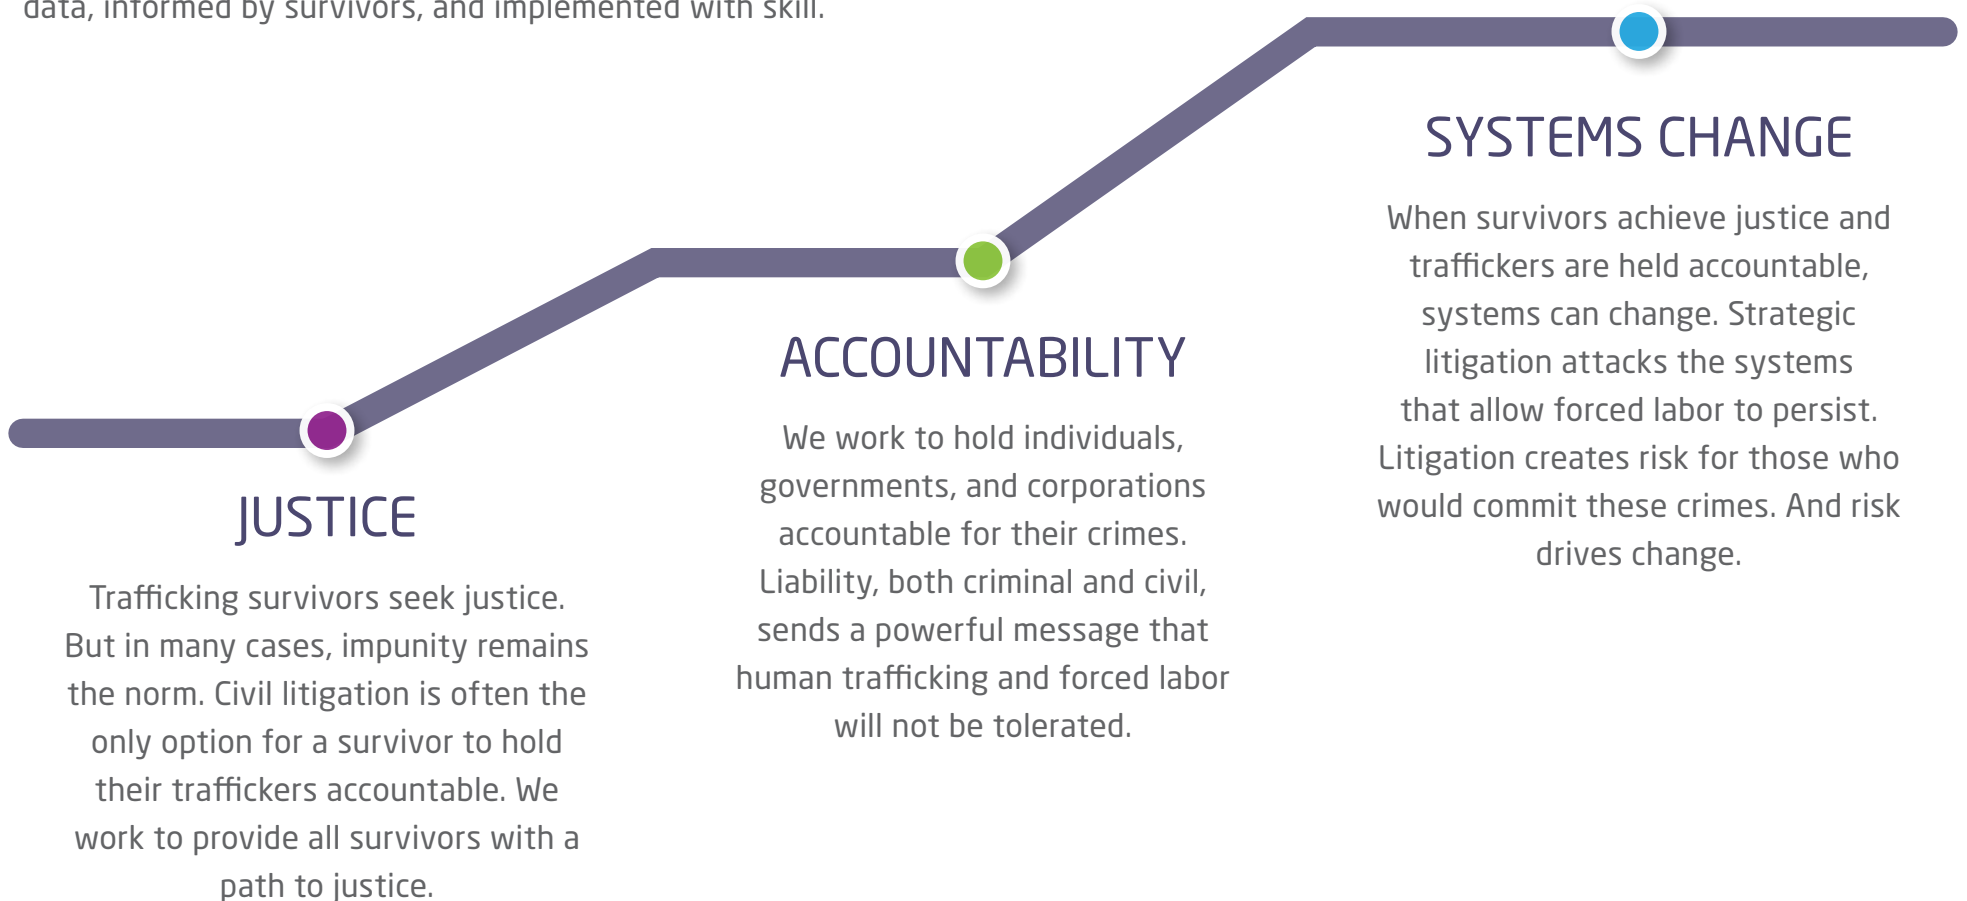 data, informed by survivors, and implemented with skill.
JUSTICE
Trafficking survivors seek justice.
But in many cases, impunity remains
the norm. Civil litigation is often the
only option for a survivor to hold
their traffickers accountable. We
work to provide all survivors with a
path to justice.
ACCOUNTABILITY
We work to hold individuals,
governments, and corporations
accountable for their crimes.
Liability, both criminal and civil,
sends a powerful message that
human trafficking and forced labor
will not be tolerated.
SYSTEMS CHANGE
When survivors achieve justice and
traffickers are held accountable,
systems can change. Strategic
litigation attacks the systems
that allow forced labor to persist.
Litigation creates risk for those who
would commit these crimes. And risk
drives change.